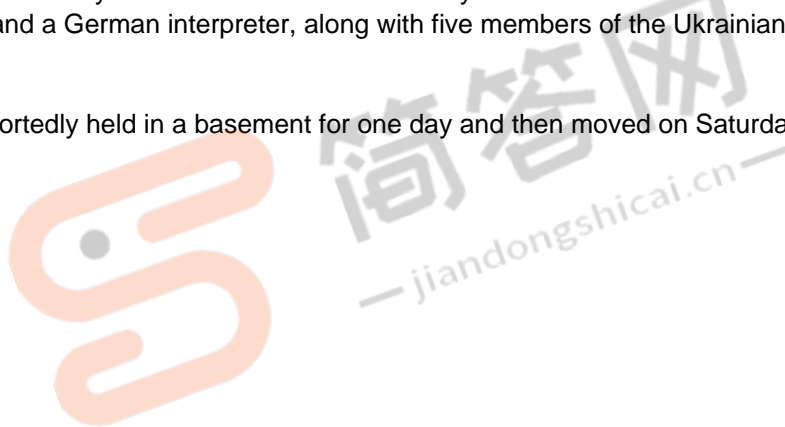 and a German interpreter, along with five members of the Ukrainian
ortedly held in a basement for one day and then moved on Saturda
简答网
jiandongshicai.cn